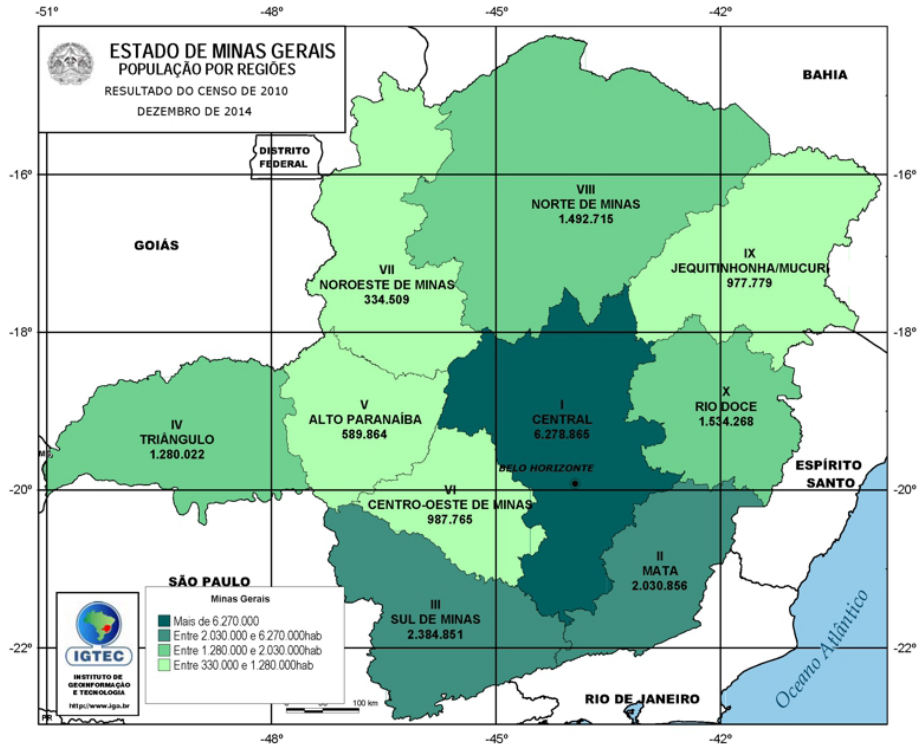 -51°
-48°
-45°
-42°
ESTADO DE MINAS GERAIS
POPULAÇÃO POR REGIÕES
RESULTADO DO CENSO DE 2010
DEZEMBRO DE 2014
BAHIA
DISTRITO
FEDERAL
-16°
-16°
VIII
NORTE DE MINAS
1.492.715
GOIÁS
IX
JEQUITINHONHA/MUCURI
977.779
VII
NOROESTE DE MINAS
334.509
-18°
-18°
IV
TRIÂNGULO
1.280.022
V
ALTO PARANAÍBA
589.864
I
CENTRAL
6.278.865
X
RIO DOCE
1.534.268
BELO HORIZONTE
ESPÍRITO
SANTO
-20°
-20°
VI
CENTRO-OESTE DE MINAS
987.765
II
MATA
2.030.856
SÃO PAULO
III
SUL DE MINAS
2.384.851
Minas Gerais
Mais de 6.270.000
Entre 2.030.000 e 6.270.000hab
Entre 1.280.000 e 2.030.000hab
Entre 330.000 e 1.280.000hab
IGTEC
INSTITUTO DE
GEOINFORMAÇÃO
E TECNOLOGIA
http://www.iga.br
-22°
-22°
Oceano Atlântico
RIO DE JANEIRO
100 km
PR
-48°
-45°
-42°